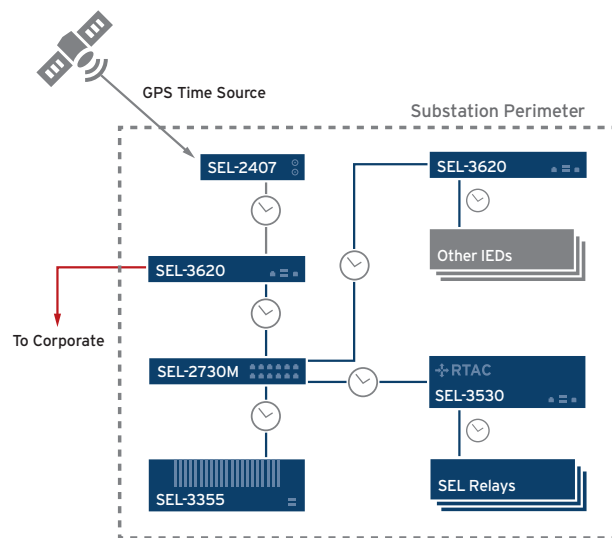 GPS Time Source
Substation Perimeter
SEL-2407
SEL-3620
SEL-3620
Other IEDs
To Corporate
SEL-2730M
RTAC
SEL-3530
SEL-3355
SEL Relays